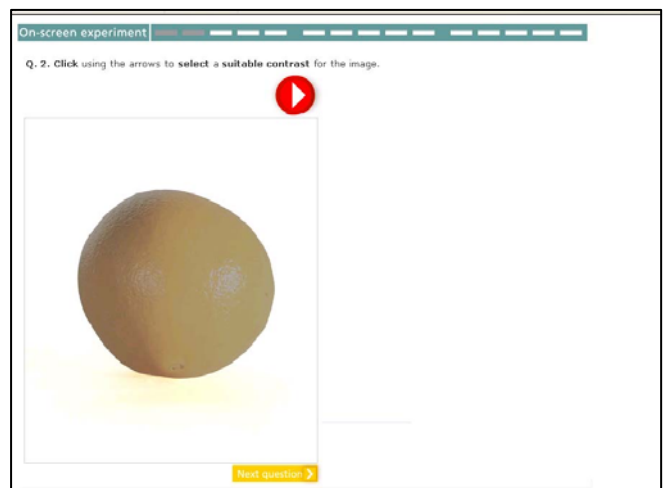 On-screen experiment
Q. 2. Click using the arrows to select a suitable contrast for the image.
Next question